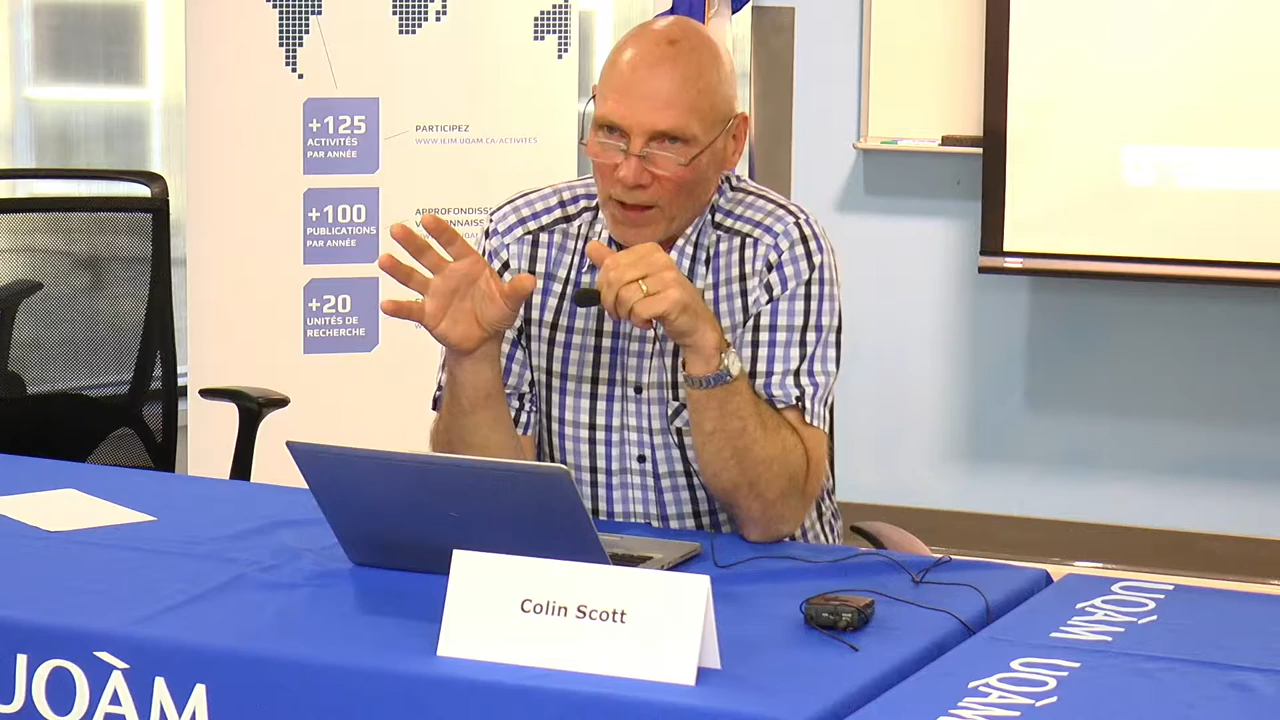 +125
ACTIVITÉS
PAR ANNÉE
PARTICIPEZ
WWW.IEIM.UQAM.CA/ACTIVITES
+100
PUBLICATIONS
PAR ANNÉE
APPROFONDISSE
+20
UNITÉS DE
RECHERCHE
Colin Scott
UQÀM
UQÀM
UQÀM